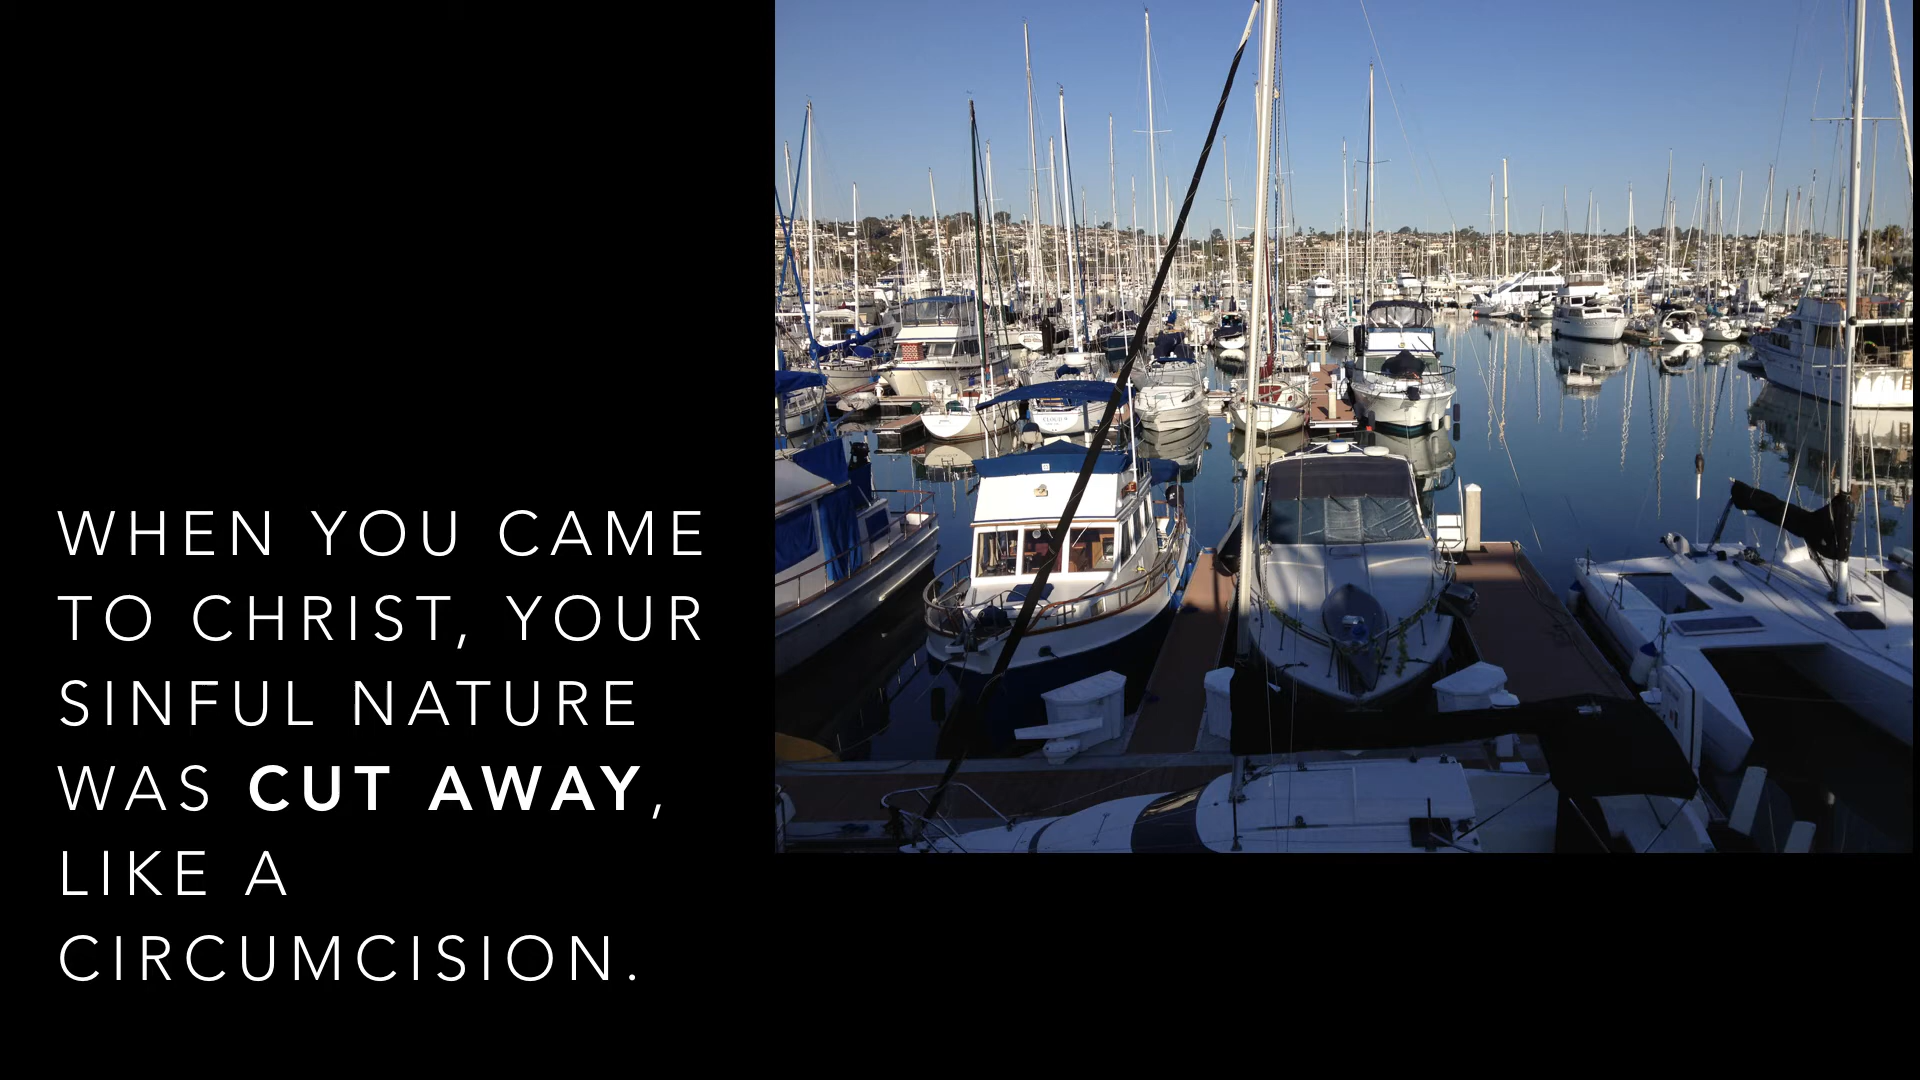 WHEN YOU CAME
TO CHRIST, YOUR
SINFUL NATURE
WAS CUT AWAY,
LIKE A
CIRCUMCISION.